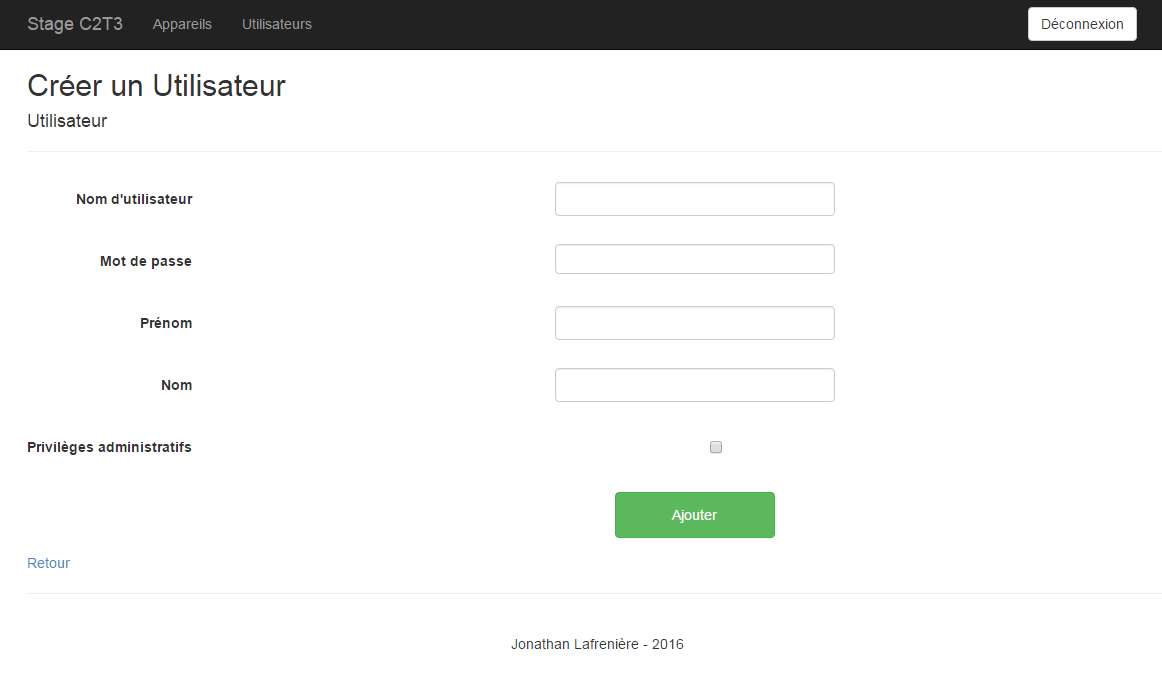 Stage C2T3 Appareils Utilisateurs Déconnexion
Créer un Utilisateur
Utilisateur
Nom d'utilisateur
Mot de passe
Prénom
Nom
Privilèges administratifs
Ajouter
Retour
Jonathan Lafrenière - 2016